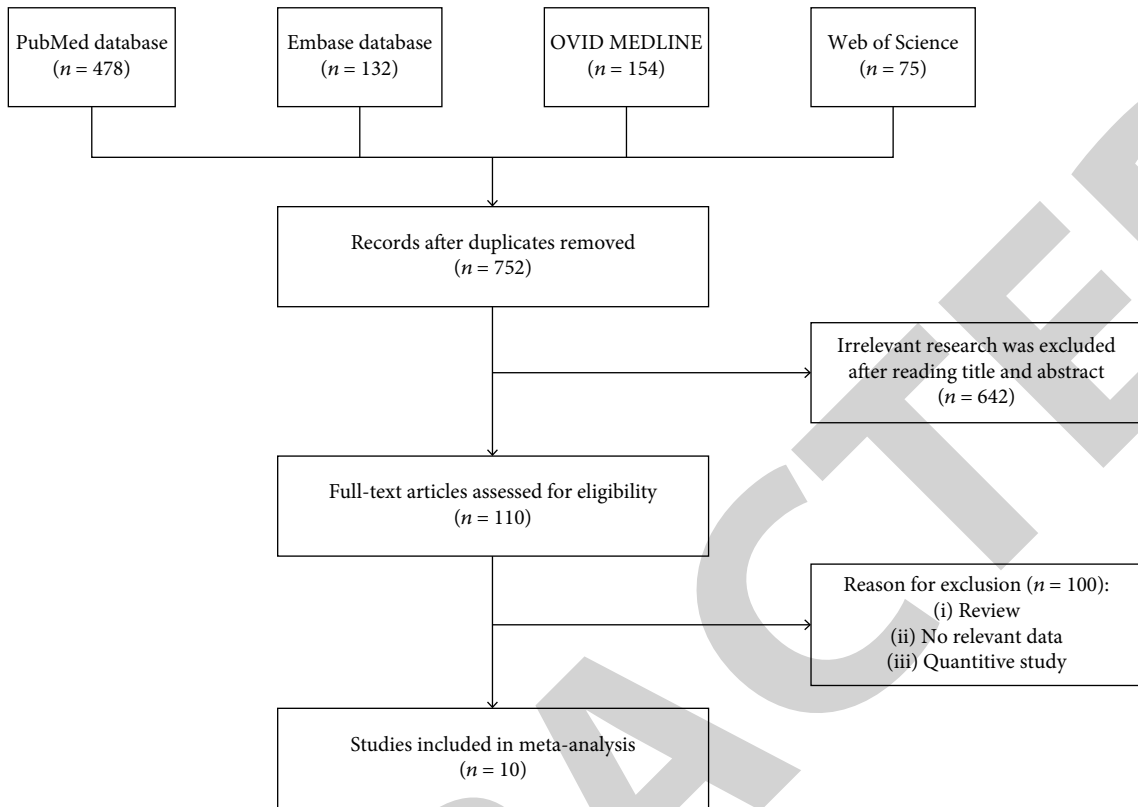 PubMed database
(n = 478)
Embase database
(n = 132)
OVID MEDLINE
(n = 154)
Web of Science
(n = 75)
Records after duplicates removed
(n = 752)
Irrelevant research was excluded
after reading title and abstract
(n = 642)
Full-text articles assessed for eligibility
(n = 110)
Reason for exclusion (n = 100):
(i) Review
(ii) No relevant data
(iii) Quantitive study
Studies included in meta-analysis
(n = 10)